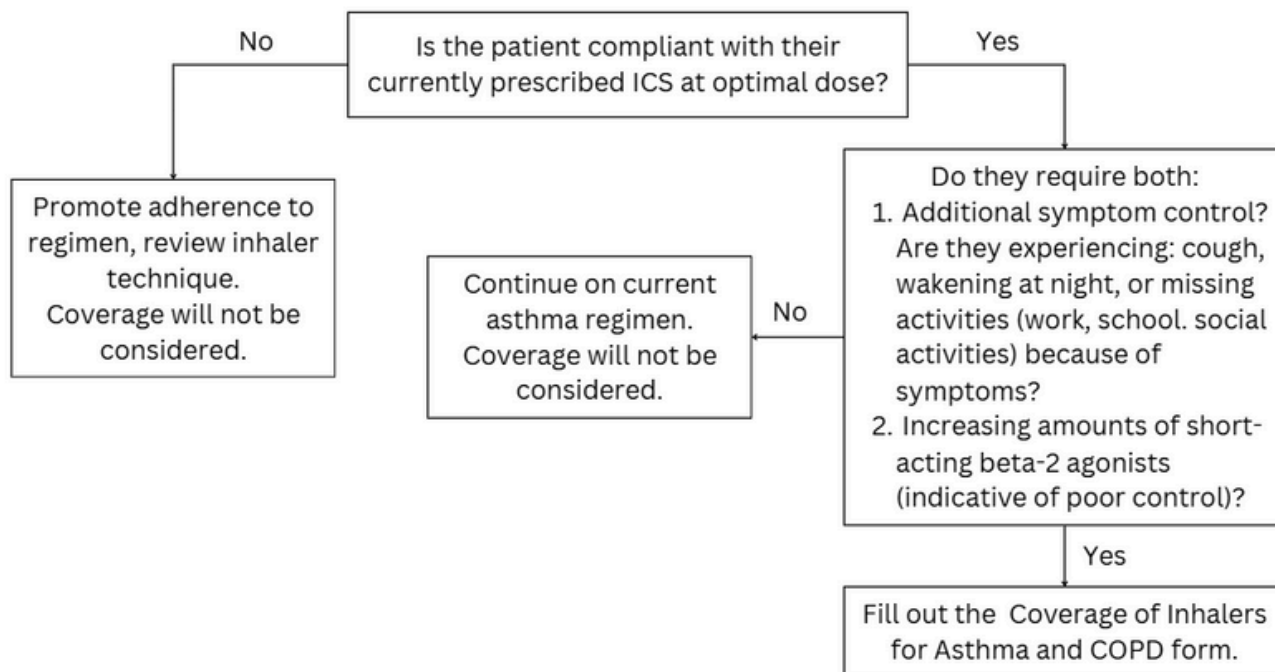 No
Is the patient compliant with their
currently prescribed ICS at optimal dose?
Yes
Promote adherence to
regimen, review inhaler
technique.
Coverage will not be
considered.
Continue on current
asthma regimen.
Coverage will not be
considered.
No
Do they require both:
1. Additional symptom control?
Are they experiencing: cough,
wakening at night, or missing
activities (work, school. social
activities) because of
symptoms?
2. Increasing amounts of short-
acting beta-2 agonists
(indicative of poor control)?
Yes
Fill out the Coverage of Inhalers
for Asthma and COPD form.